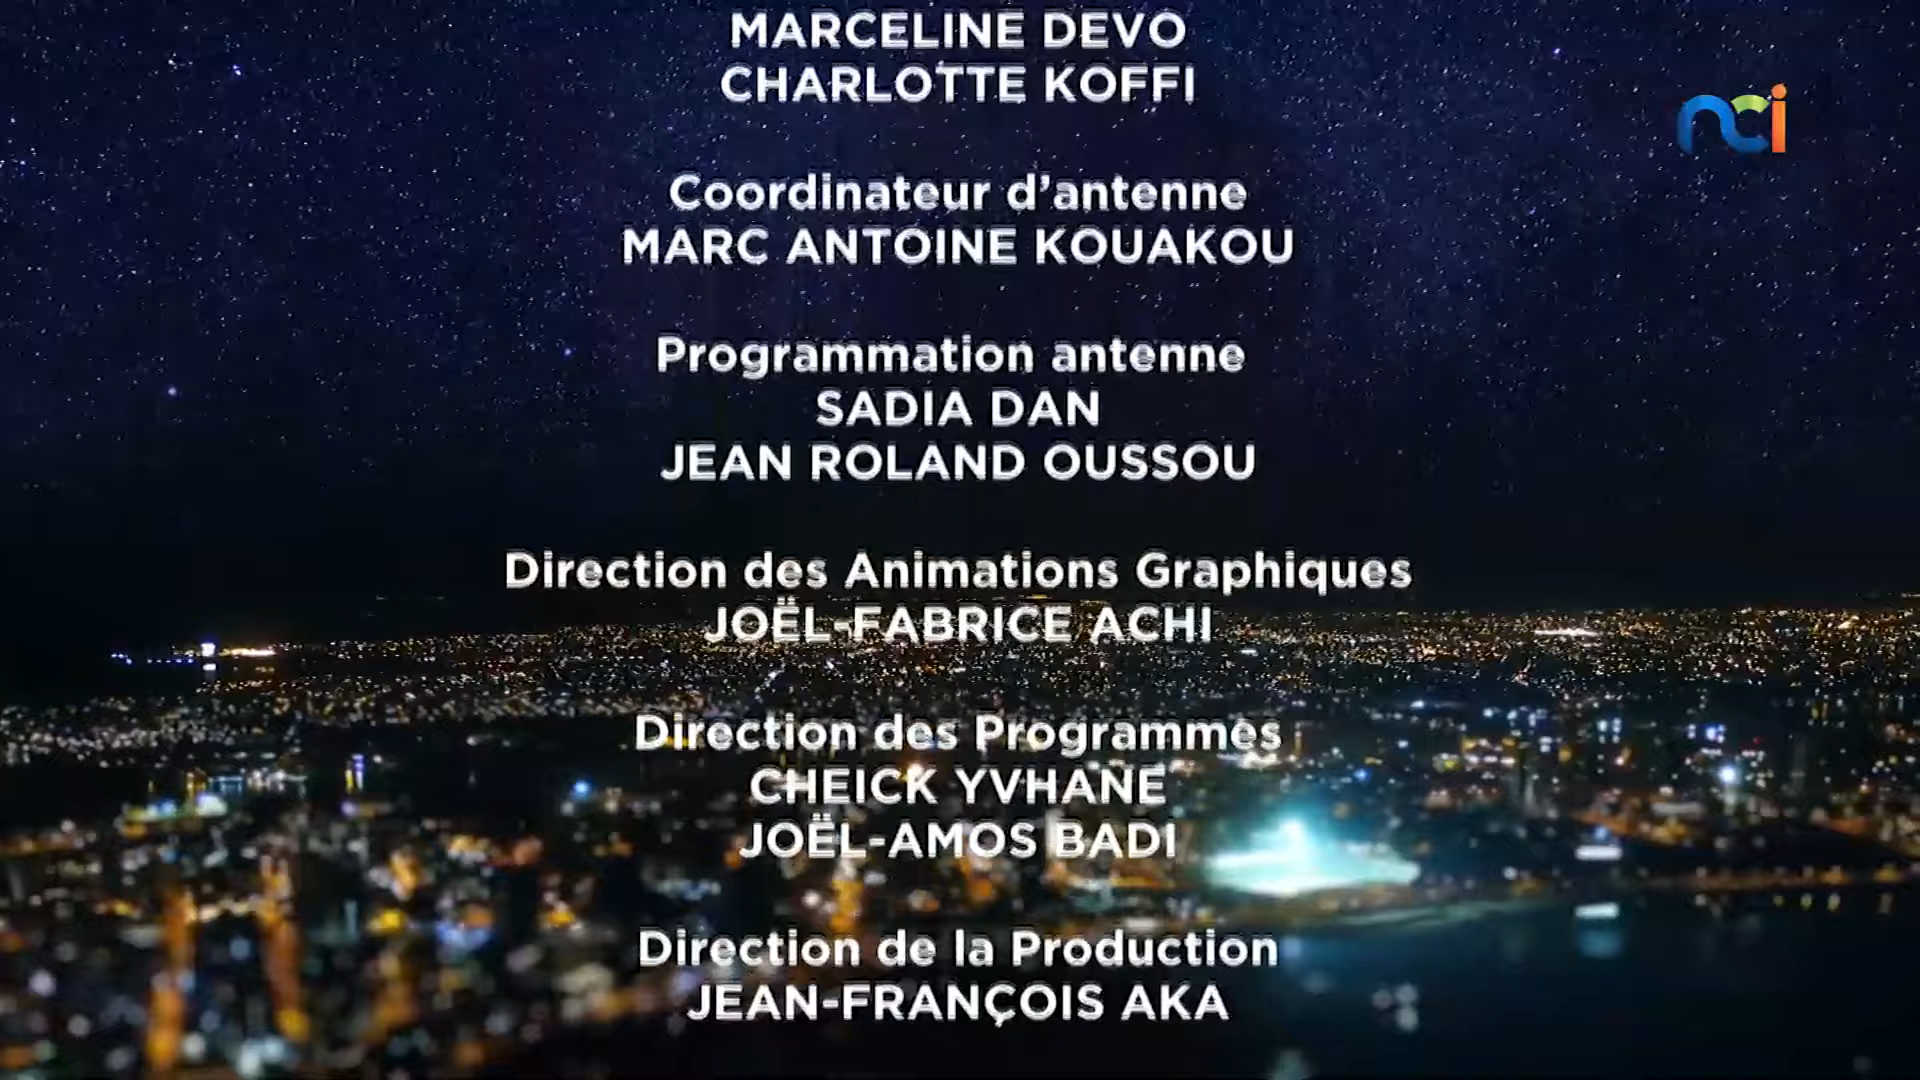 MARCELINE DEVO
CHARLOTTE KOFFI
nci
Coordinateur d'antenne
MARC ANTOINE KOUAKOU
Programmation antenne
SADIA DAN
JEAN ROLAND OUSSOU
Direction des Animations Graphiques
JOËL-FABRICE ACHI
Direction des Programmes
CHEICK YVHANE
JOËL-AMOS BADI
Direction de la Production
JEAN-FRANÇOIS AKA